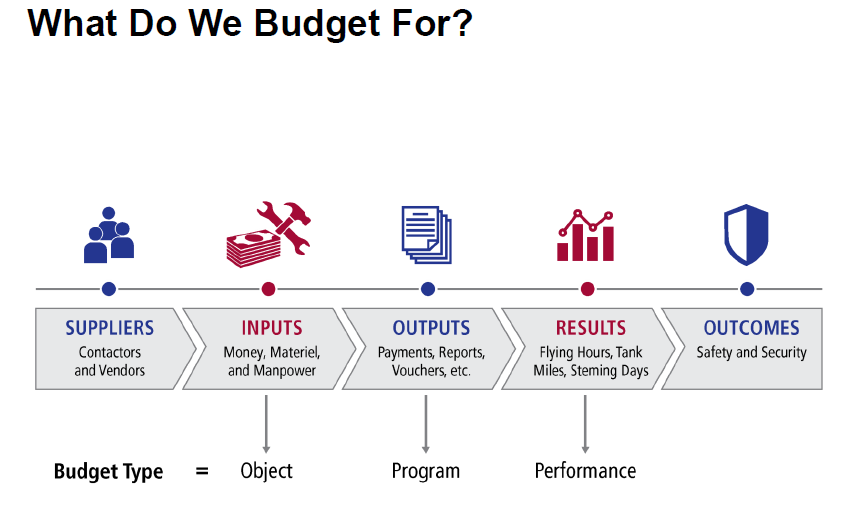 What Do We Budget For?
SUPPLIERS
Contactors
and Vendors
INPUTS
Money, Materiel,
and Manpower
OUTPUTS
Payments, Reports,
Vouchers, etc.
RESULTS
Flying Hours, Tank
Miles, Steming Days
OUTCOMES
Safety and Security
Budget Type = Object Program Performance